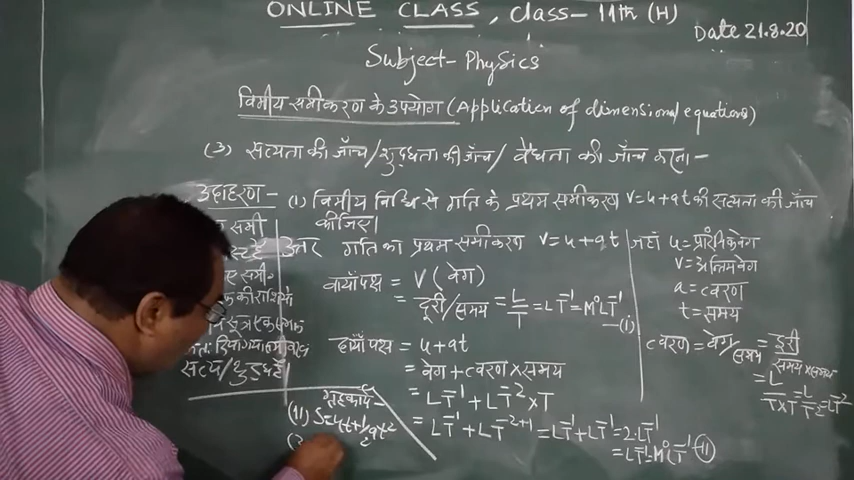 ONLINE CLASS, class- 11th (H)
Date 21.8.20
Subject- Physics
विमीय समीकरण के उपयोग (Application of dimensional equations)
(3) सत्यता की जाँच/शुद्धता की जाँच/ वैधता की जाँच करना-
उदाहरण- (1) विमीय विधि से गति के प्रथम समीकरण v=u+at की सत्यता की जाँच
कीजिए।
उत्तर गति का प्रथम समीकरण v=u+at जहाँ u=प्रारंभिक वेग
v=अंतिम वेग
a=त्वरण
t=समय
बायाँ पक्ष = v (वेग)
= दूरी/समय = L/T = LT⁻¹ = M⁰LT⁻¹ —(i)
दायाँ पक्ष = u+at
= वेग + त्वरण × समय
= LT⁻¹ + LT⁻² × T
= LT⁻¹ + LT⁻²⁺¹ = LT⁻¹ + LT⁻¹ = 2·LT⁻¹
= LT⁻¹ = M⁰LT⁻¹ (ii)
त्वरण = वेग/समय = दूरी/समय×समय
= L/T×T = L/T² = LT⁻²
समी
की राशियों
सत्य/शुद्ध है।
गृहकार्य-
(11) S=ut+1/2at²